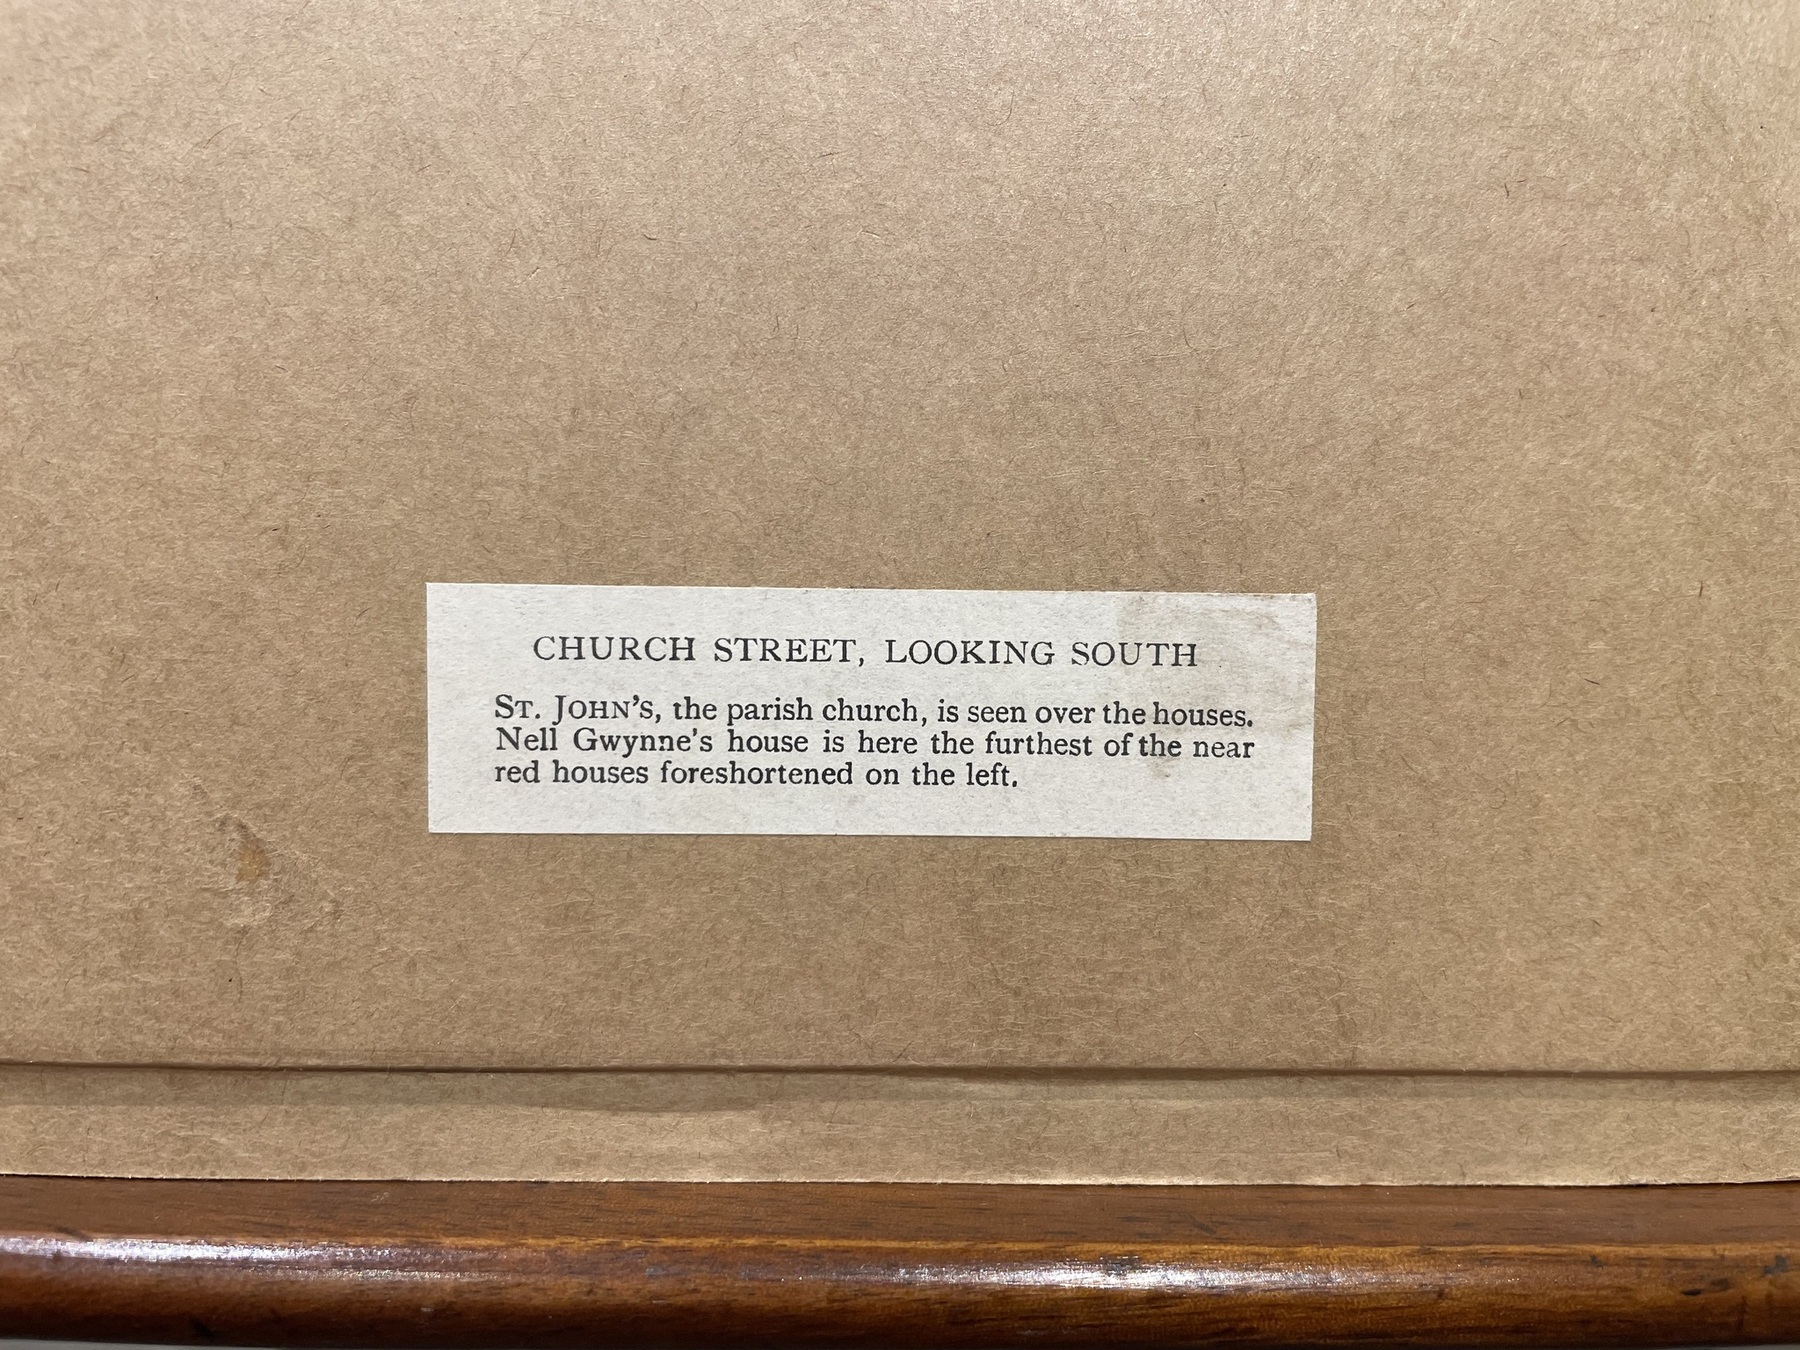 CHURCH STREET, LOOKING SOUTH
ST. JOHN'S, the parish church, is seen over the houses.
Nell Gwynne's house is here the furthest of the near
red houses foreshortened on the left.